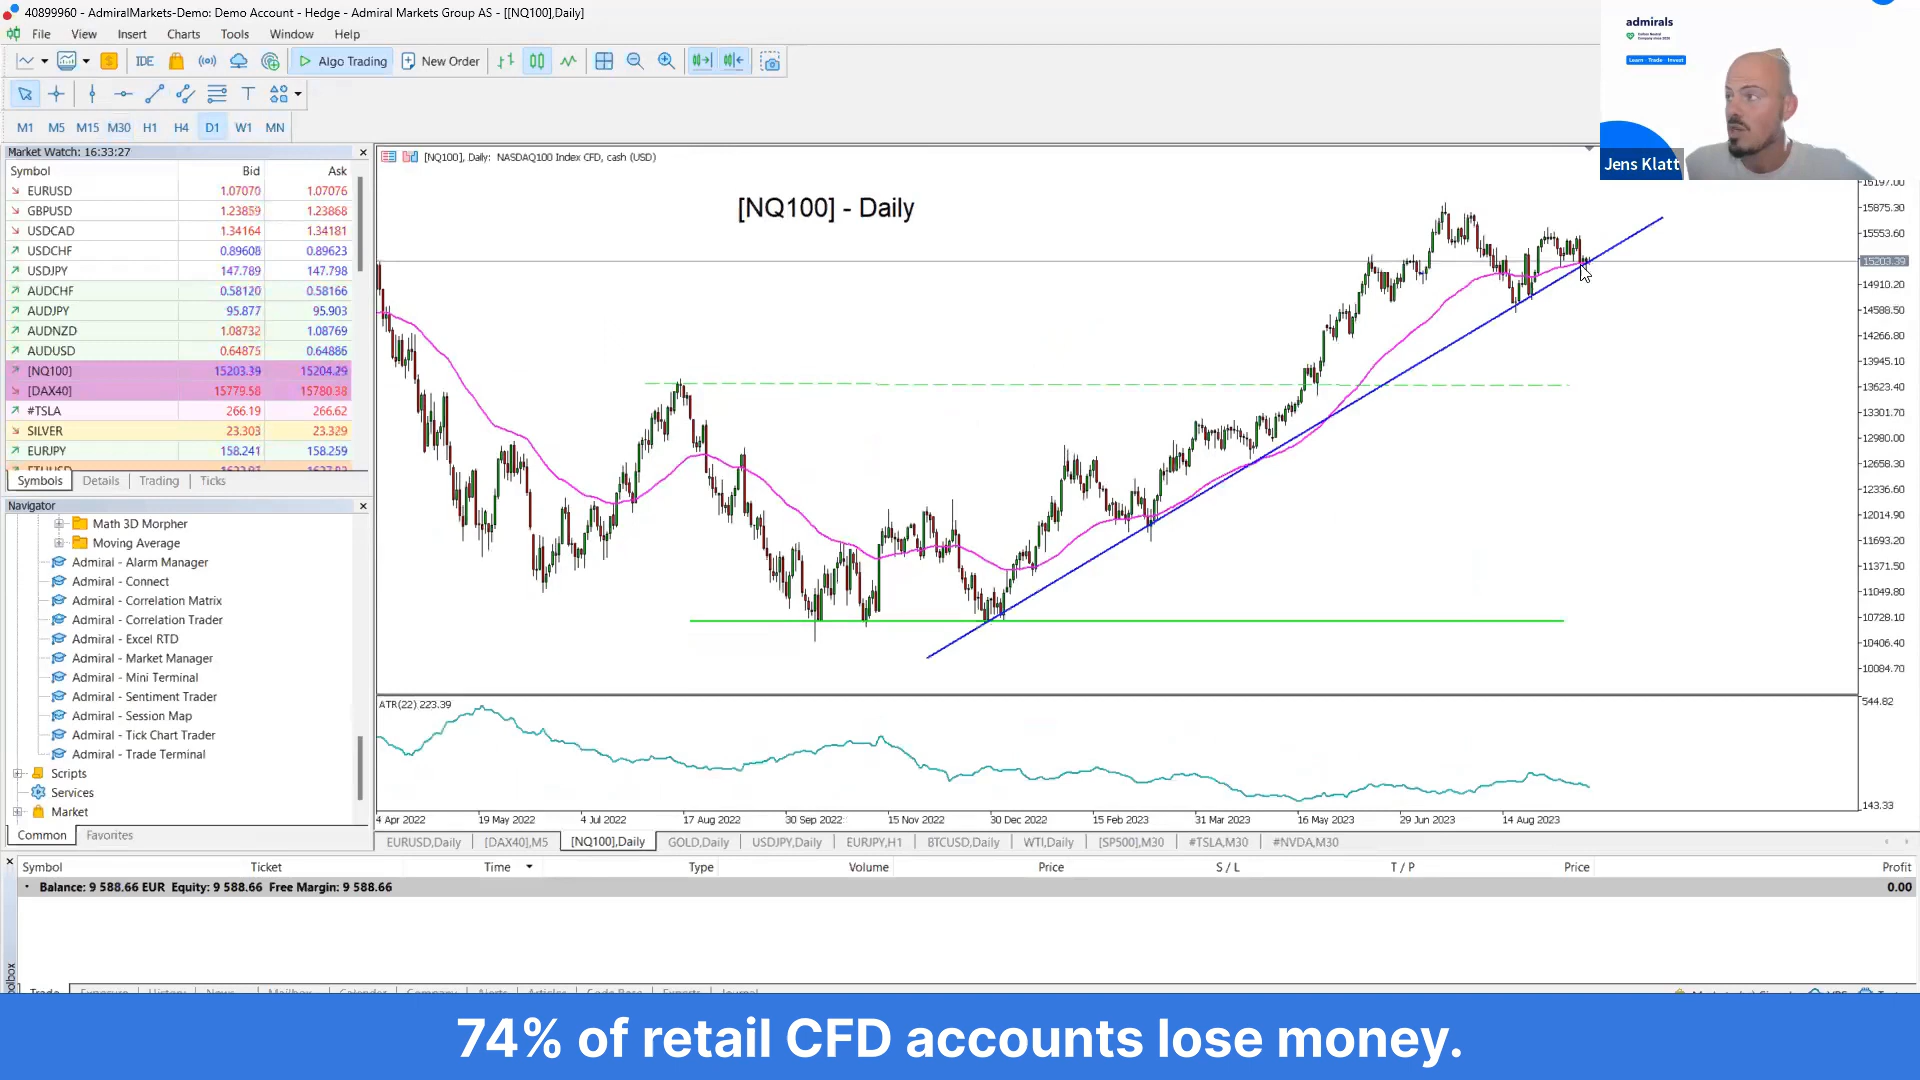 40899960 - AdmiralMarkets-Demo: Demo Account - Hedge - Admiral Markets Group AS - [[NQ100],Daily]
File View Insert Charts Tools Window Help
IDE Algo Trading New Order
M1 M5 M15 M30 H1 H4 D1 W1 MN
admirals
Learn · Trade · Invest
Jens Klatt
Market Watch: 16:33:27
Symbol Bid Ask
EURUSD 1.07070 1.07076
GBPUSD 1.23859 1.23868
USDCAD 1.34164 1.34181
USDCHF 0.89608 0.89623
USDJPY 147.789 147.798
AUDCHF 0.58120 0.58166
AUDJPY 95.877 95.903
AUDNZD 1.08732 1.08769
AUDUSD 0.64875 0.64886
[NQ100] 15203.39 15204.29
[DAX40] 15779.58 15780.38
#TSLA 266.19 266.62
SILVER 23.303 23.329
EURJPY 158.241 158.259
Symbols Details Trading Ticks
Navigator
Math 3D Morpher
Moving Average
Admiral - Alarm Manager
Admiral - Connect
Admiral - Correlation Matrix
Admiral - Correlation Trader
Admiral - Excel RTD
Admiral - Market Manager
Admiral - Mini Terminal
Admiral - Sentiment Trader
Admiral - Session Map
Admiral - Tick Chart Trader
Admiral - Trade Terminal
Scripts
Services
Market
Common Favorites
[NQ100], Daily: NASDAQ100 Index CFD, cash (USD)
[NQ100] - Daily
16197.00
15875.30
15553.60
15203.39
14910.20
14588.50
14266.80
13945.10
13623.40
13301.70
12980.00
12658.30
12336.60
12014.90
11693.20
11371.50
11049.80
10728.10
10406.40
10084.70
ATR(22) 223.39
544.82
143.33
4 Apr 2022 19 May 2022 4 Jul 2022 17 Aug 2022 30 Sep 2022 15 Nov 2022 30 Dec 2022 15 Feb 2023 31 Mar 2023 16 May 2023 29 Jun 2023 14 Aug 2023
EURUSD,Daily [DAX40],M5 [NQ100],Daily GOLD,Daily USDJPY,Daily EURJPY,H1 BTCUSD,Daily WTI,Daily [SP500],M30 #TSLA,M30 #NVDA,M30
Symbol Ticket Time Type Volume Price S / L T / P Price Profit
Balance: 9 588.66 EUR Equity: 9 588.66 Free Margin: 9 588.66 0.00
74% of retail CFD accounts lose money.